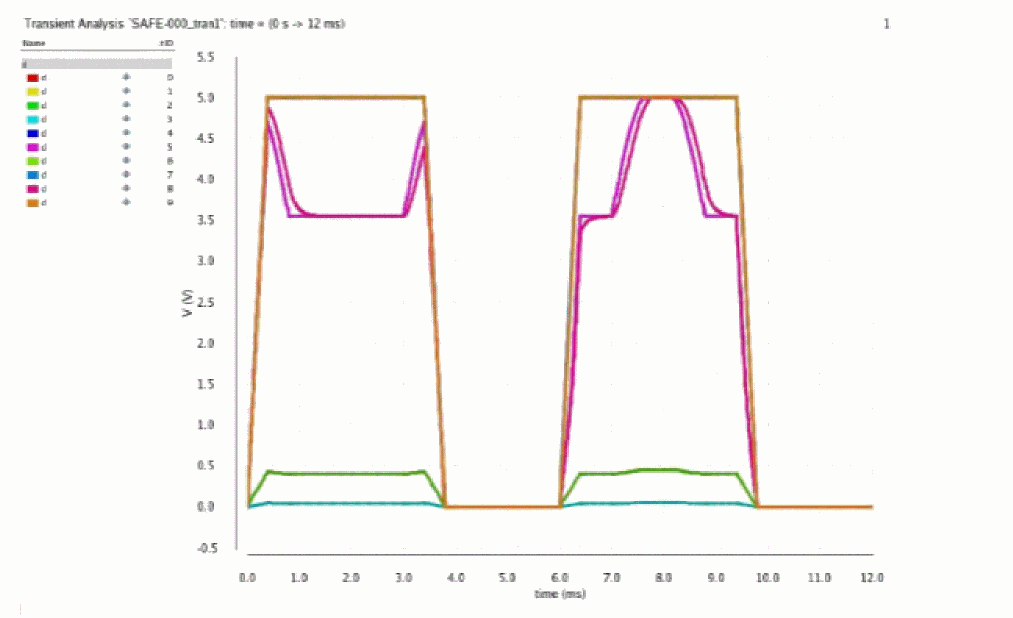 Transient Analysis `SAFE-000_tran1': time = (0 s -> 12 ms)
1
Name
d 0
d 1
d 2
d 3
d 4
d 5
d 6
d 7
d 8
d 9
5.5
5.0
4.5
4.0
3.5
3.0
2.5
2.0
1.5
1.0
0.5
0.0
-0.5
V (V)
0.0 1.0 2.0 3.0 4.0 5.0 6.0 7.0 8.0 9.0 10.0 11.0 12.0
time (ms)